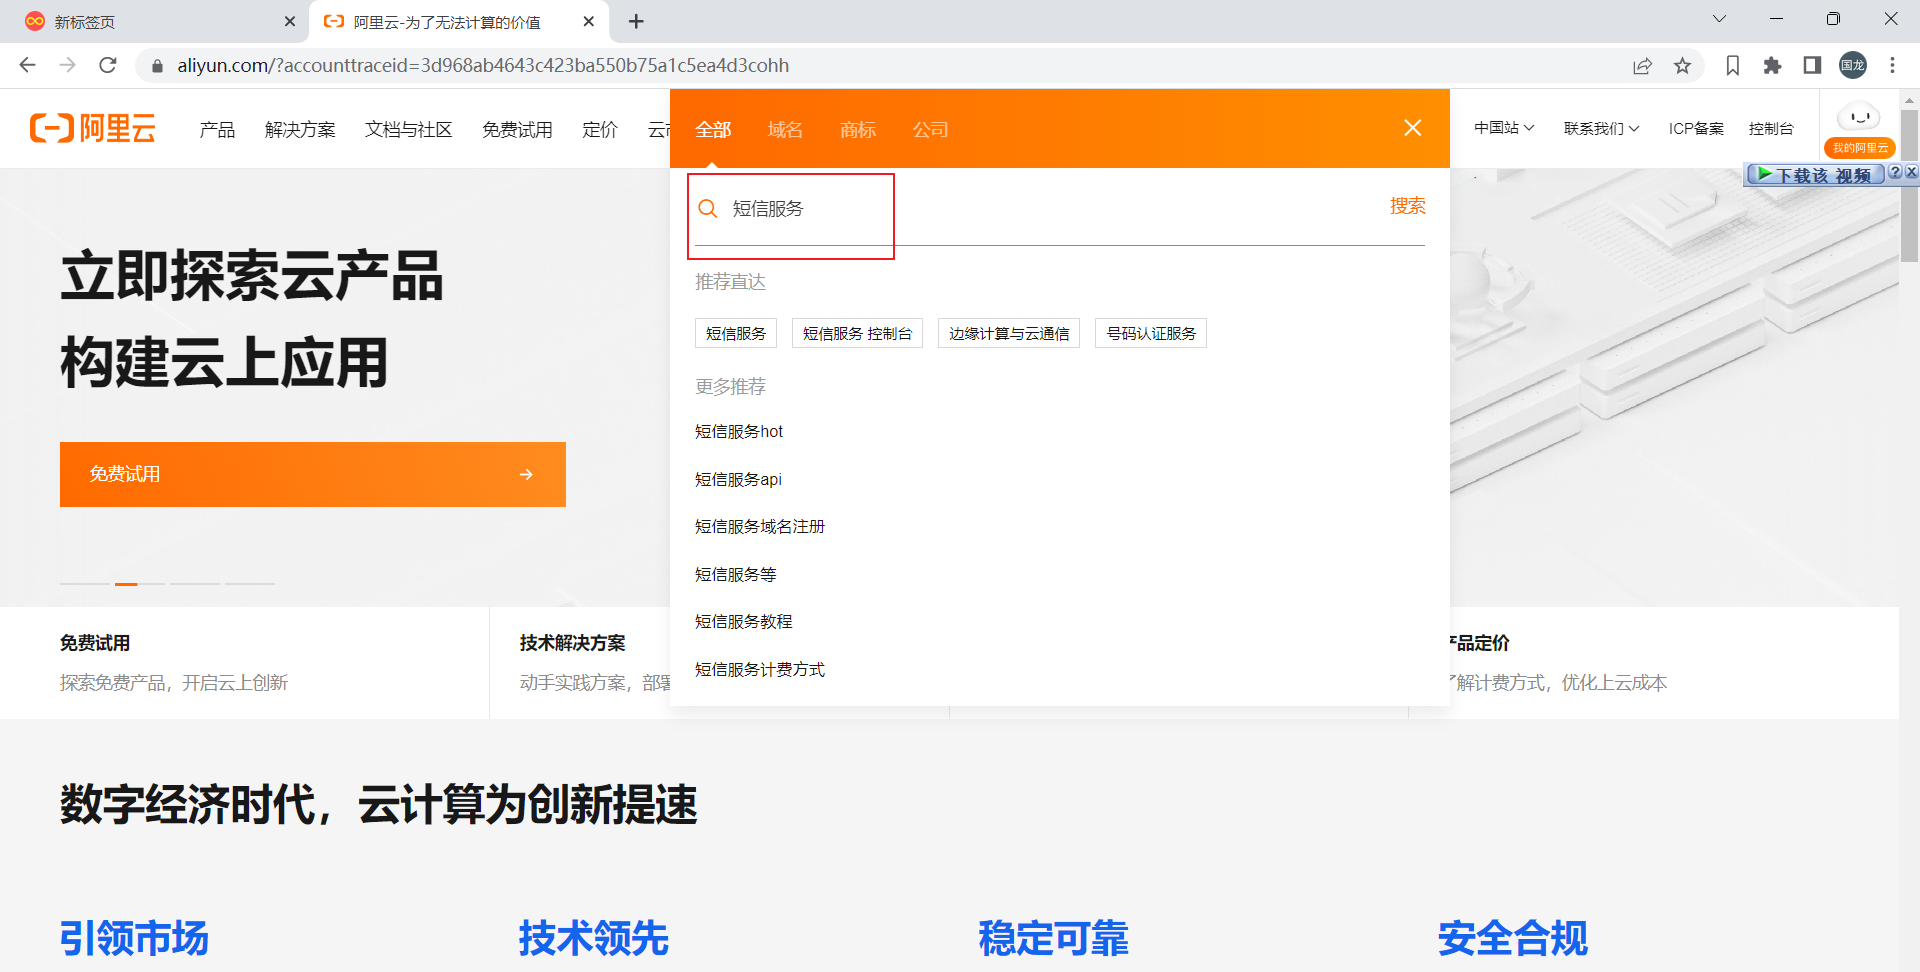 新标签页
阿里云-为了无法计算的价值
aliyun.com/?accounttraceid=3d968ab4643c423ba550b75a1c5ea4d3cohh
国龙
阿里云
产品 解决方案 文档与社区 免费试用 定价
全部 域名 商标 公司
中国站 联系我们 ICP备案 控制台
我的阿里云
下载该 视频 ? X
短信服务
搜索
推荐直达
短信服务 短信服务 控制台 边缘计算与云通信 号码认证服务
更多推荐
短信服务hot
短信服务api
短信服务域名注册
短信服务等
短信服务教程
短信服务计费方式
立即探索云产品
构建云上应用
免费试用
免费试用
探索免费产品，开启云上创新
技术解决方案
动手实践方案，部署
产品定价
了解计费方式，优化上云成本
数字经济时代，云计算为创新提速
引领市场 技术领先 稳定可靠 安全合规